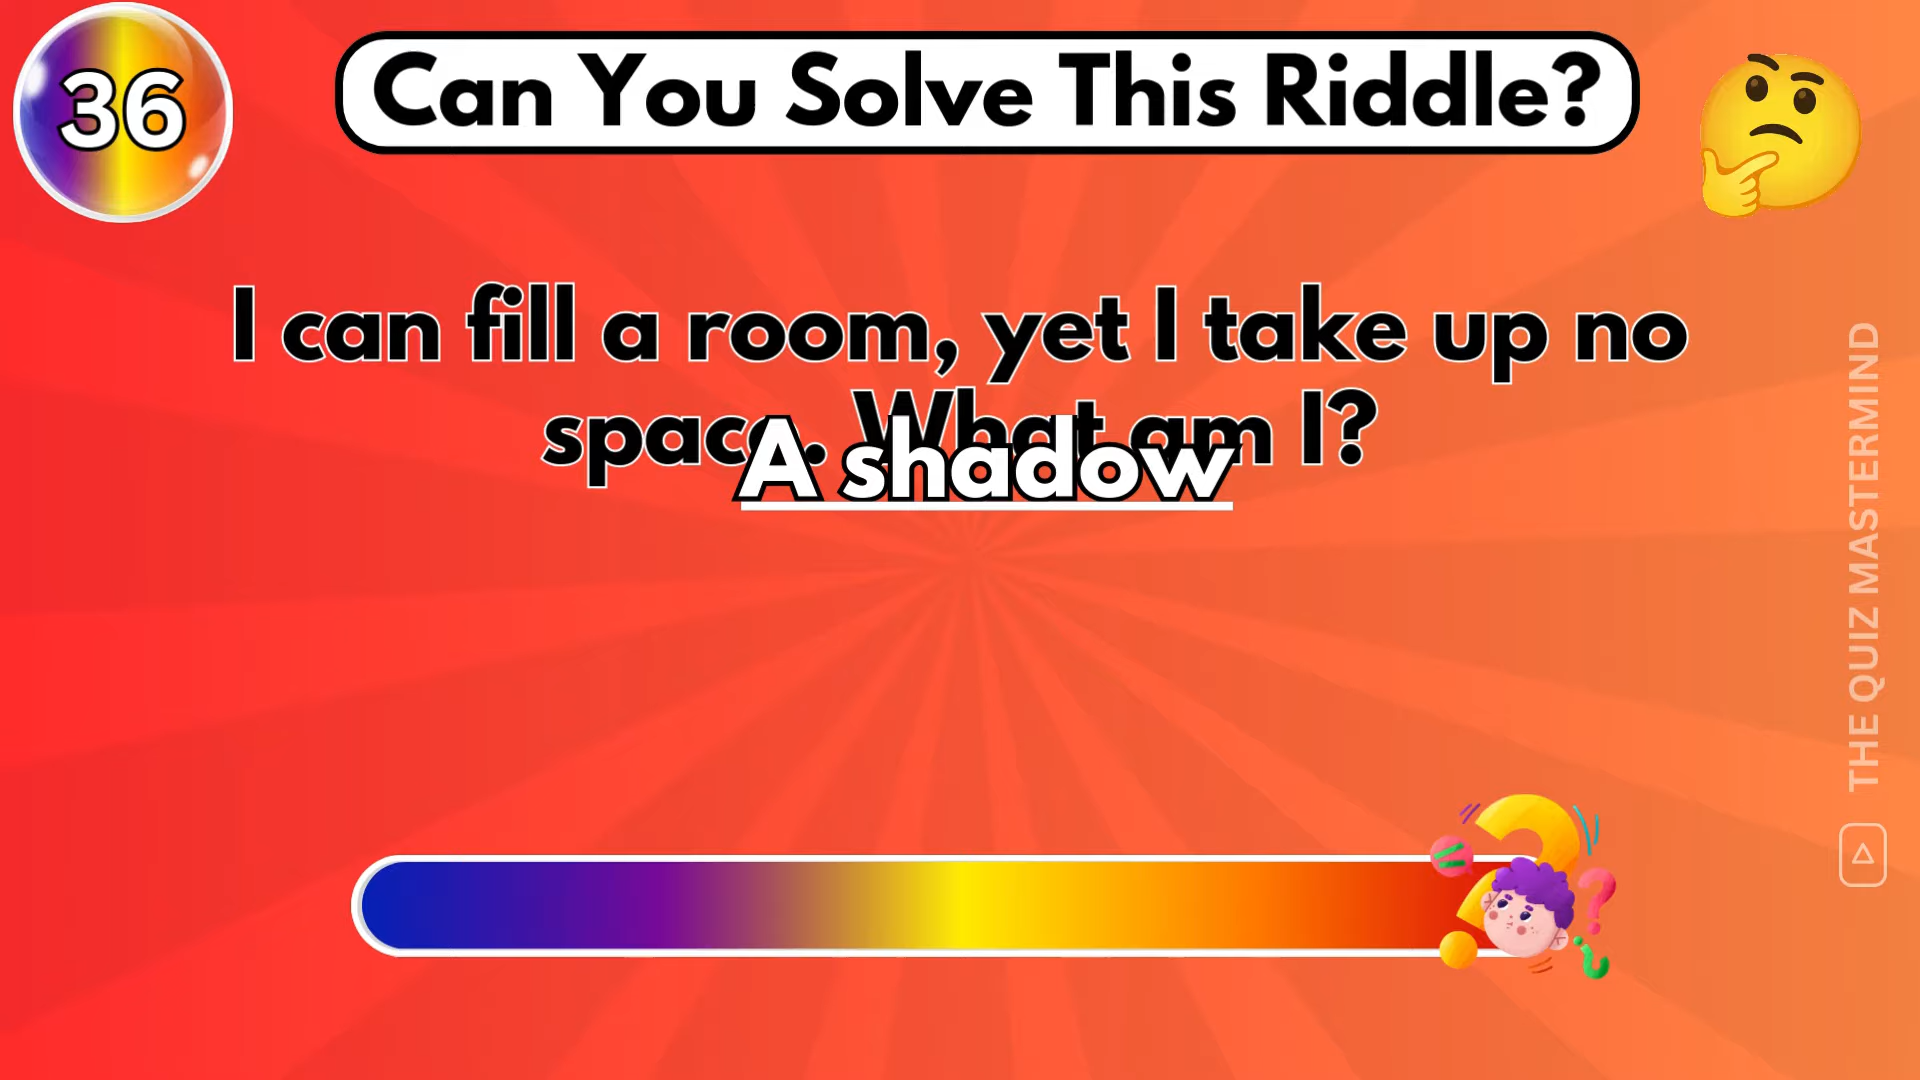 36
Can You Solve This Riddle?
I can fill a room, yet I take up no
space. What am I?
A shadow
THE QUIZ MASTERMIND